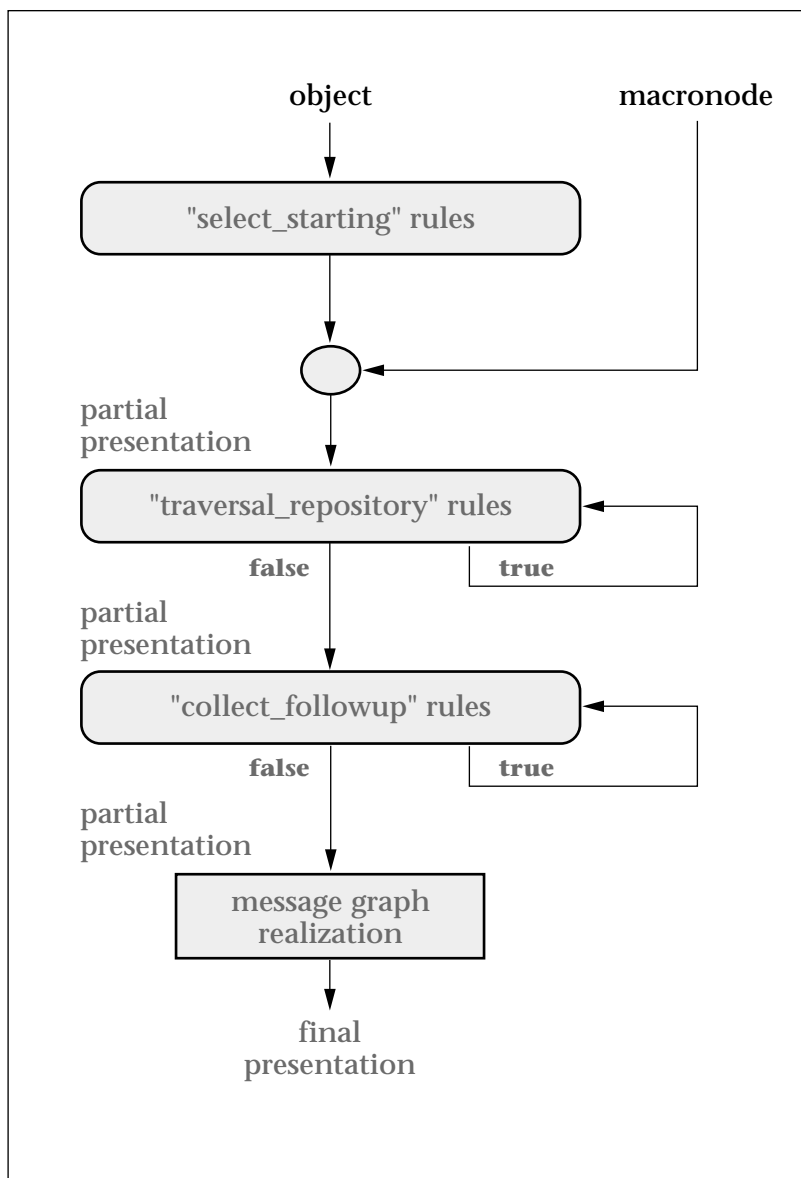 object
macronode
"select_starting" rules
partial
presentation
"traversal_repository" rules
false
true
partial
presentation
"collect_followup" rules
false
true
partial
presentation
message graph
realization
final
presentation